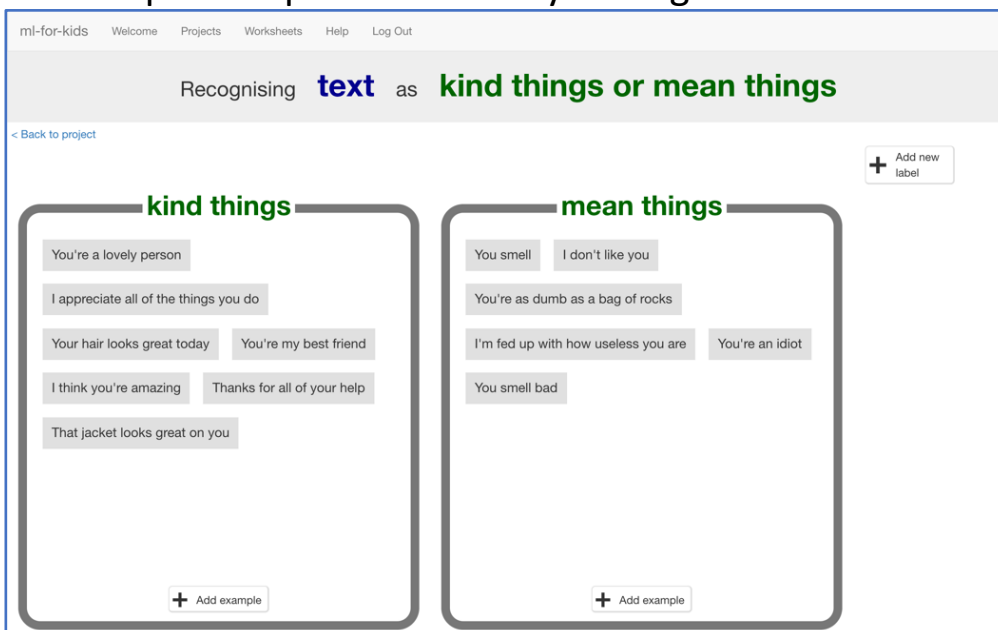 ml-for-kids Welcome Projects Worksheets Help Log Out
Recognising text as kind things or mean things
< Back to project
+ Add new
label
kind things
You're a lovely person
I appreciate all of the things you do
Your hair looks great today You're my best friend
I think you're amazing Thanks for all of your help
That jacket looks great on you
+ Add example
mean things
You smell I don't like you
You're as dumb as a bag of rocks
I'm fed up with how useless you are You're an idiot
You smell bad
+ Add example